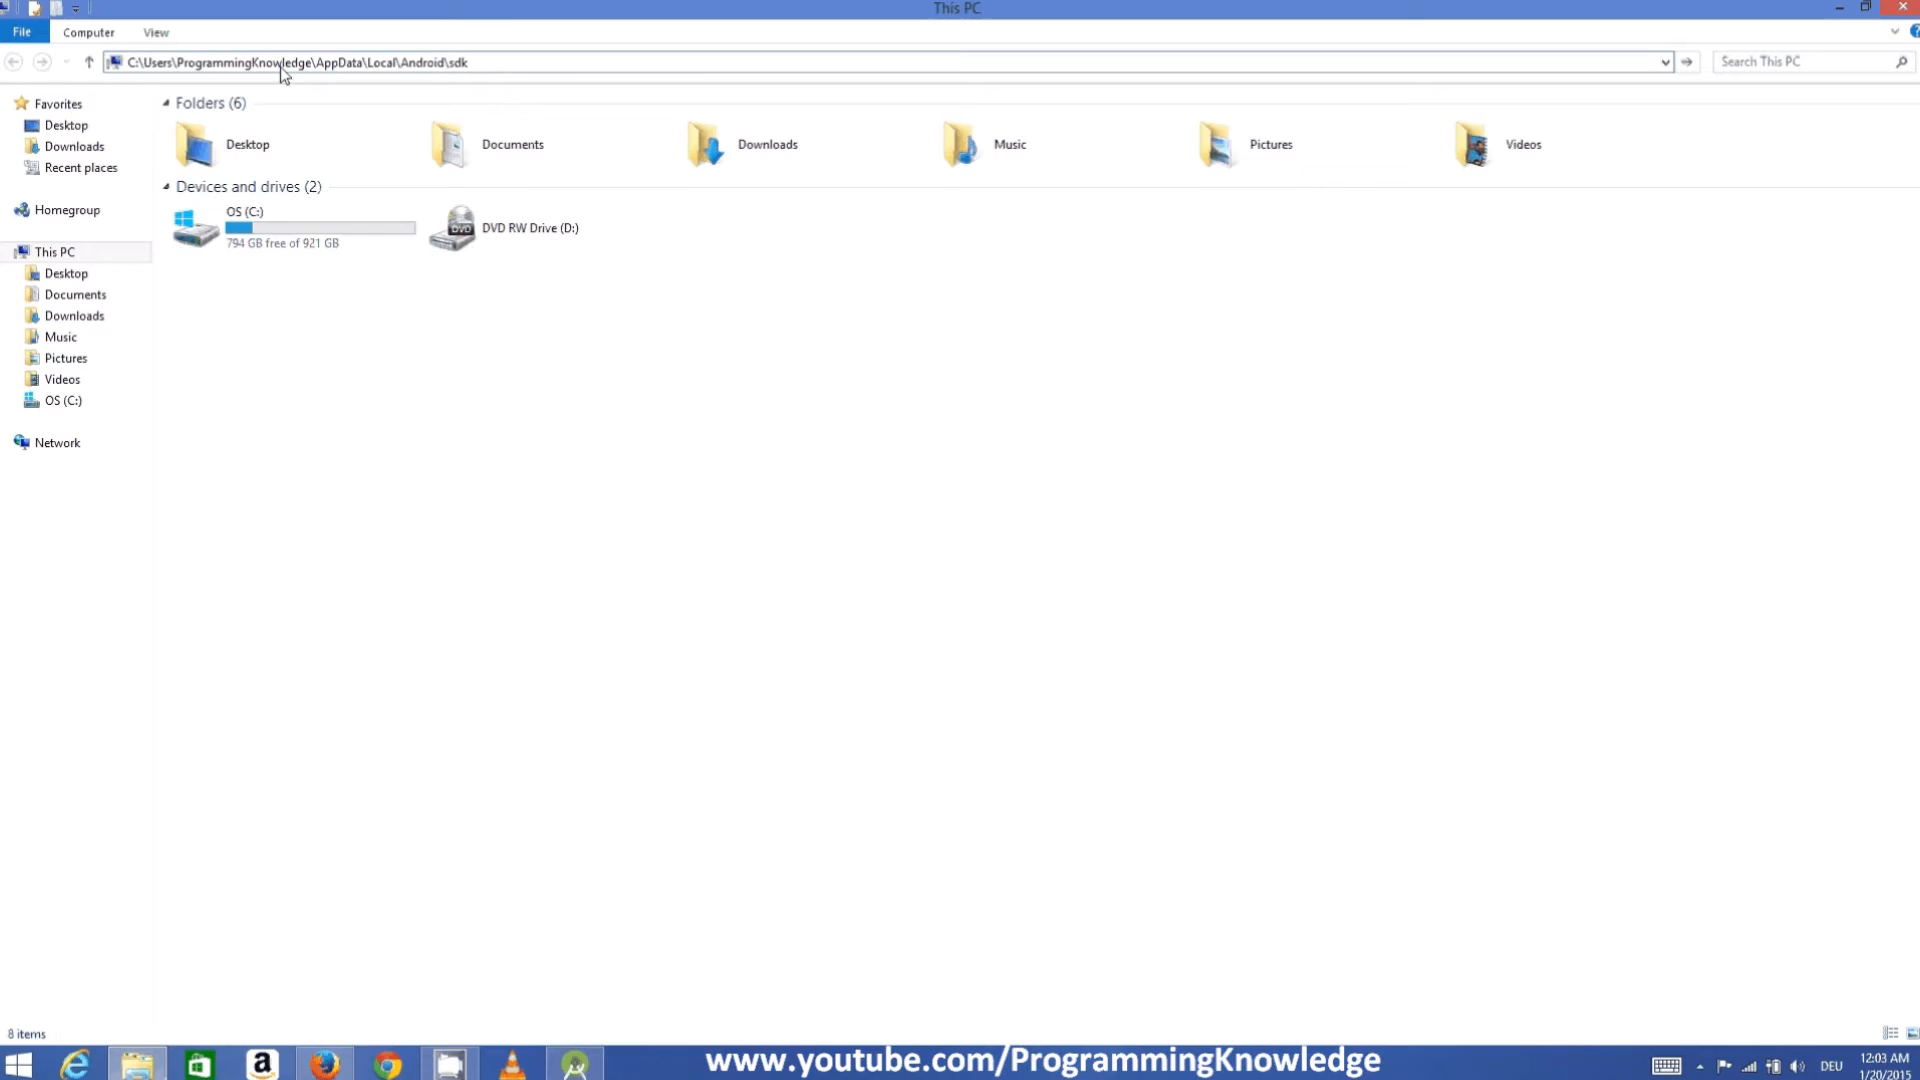 This PC
File
Computer
View
C:\Users\ProgrammingKnowledge\AppData\Local\Android\sdk
Search This PC
Favorites
Desktop
Downloads
Recent places
Homegroup
This PC
Desktop
Documents
Downloads
Music
Pictures
Videos
OS (C:)
Network
Folders (6)
Desktop
Documents
Downloads
Music
Pictures
Videos
Devices and drives (2)
OS (C:)
794 GB free of 921 GB
DVD
DVD RW Drive (D:)
8 items
www.youtube.com/ProgrammingKnowledge
DEU
12:03 AM
1/20/2015